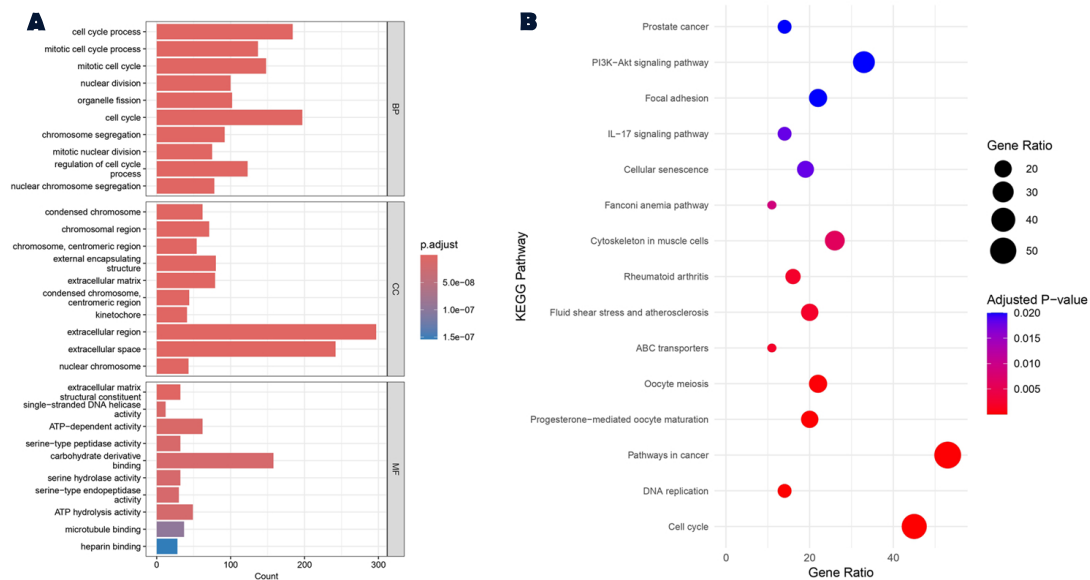 A
cell cycle process
mitotic cell cycle process
mitotic cell cycle
nuclear division
organelle fission
cell cycle
chromosome segregation
mitotic nuclear division
regulation of cell cycle
process
nuclear chromosome segregation
BP
condensed chromosome
chromosomal region
chromosome, centromeric region
external encapsulating
structure
extracellular matrix
condensed chromosome,
centromeric region
kinetochore
extracellular region
extracellular space
nuclear chromosome
CC
extracellular matrix
structural constituent
single−stranded DNA helicase
activity
ATP−dependent activity
serine−type peptidase activity
carbohydrate derivative
binding
serine hydrolase activity
serine−type endopeptidase
activity
ATP hydrolysis activity
microtubule binding
heparin binding
MF
0 100 200 300
Count
p.adjust
5.0e−08
1.0e−07
1.5e−07
B
KEGG Pathway
Prostate cancer
PI3K−Akt signaling pathway
Focal adhesion
IL−17 signaling pathway
Cellular senescence
Fanconi anemia pathway
Cytoskeleton in muscle cells
Rheumatoid arthritis
Fluid shear stress and atherosclerosis
ABC transporters
Oocyte meiosis
Progesterone−mediated oocyte maturation
Pathways in cancer
DNA replication
Cell cycle
0 20 40
Gene Ratio
Gene Ratio
20
30
40
50
Adjusted P−value
0.020
0.015
0.010
0.005